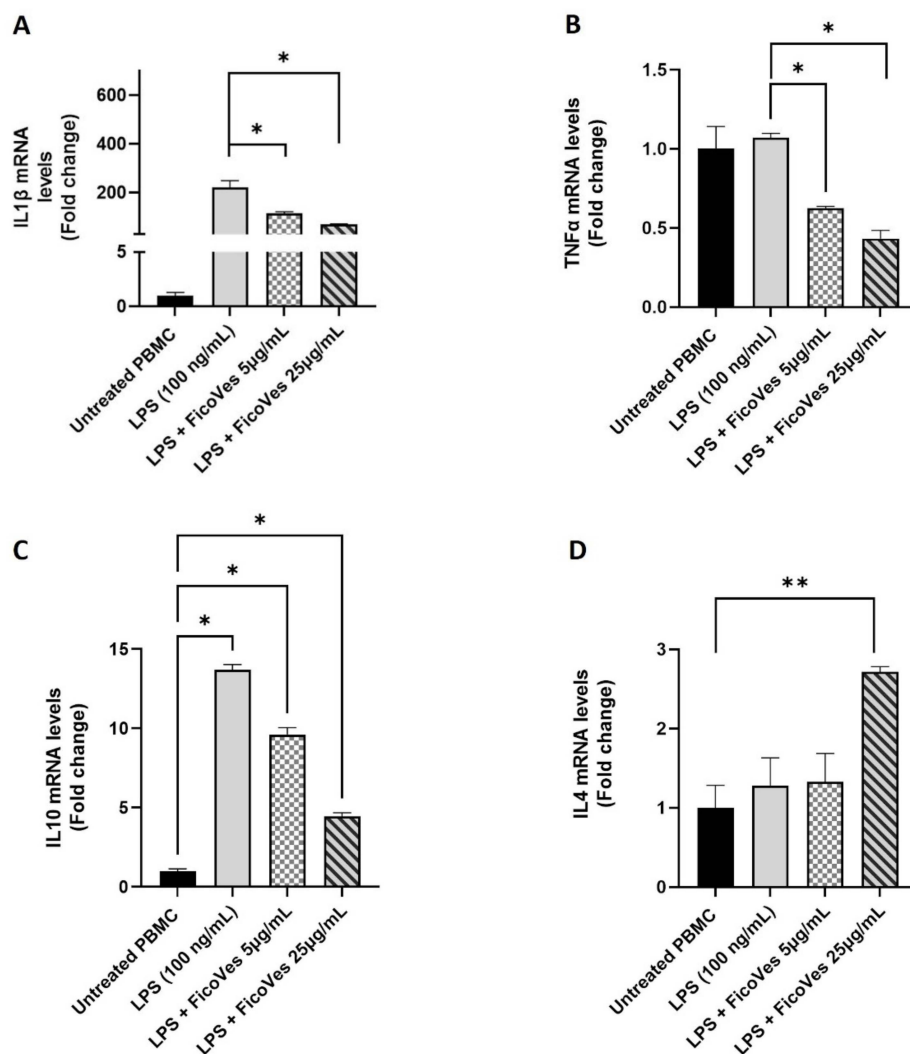 A
IL1β mRNA
levels
(Fold change)
600
400
200
5
0
*
*
Untreated PBMC
LPS (100 ng/mL)
LPS + FicoVes 5µg/mL
LPS + FicoVes 25µg/mL
B
TNFα mRNA levels
(Fold change)
1.5
1.0
0.5
0.0
*
*
Untreated PBMC
LPS (100 ng/mL)
LPS + FicoVes 5µg/mL
LPS + FicoVes 25µg/mL
C
IL10 mRNA levels
(Fold change)
15
10
5
0
*
*
*
Untreated PBMC
LPS (100 ng/mL)
LPS + FicoVes 5µg/mL
LPS + FicoVes 25µg/mL
D
IL4 mRNA levels
(Fold change)
3
2
1
0
**
Untreated PBMC
LPS (100 ng/mL)
LPS + FicoVes 5µg/mL
LPS + FicoVes 25µg/mL